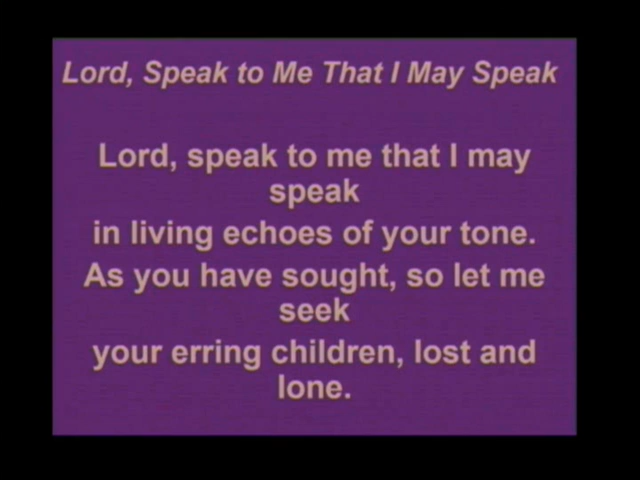 Lord, Speak to Me That I May Speak
Lord, speak to me that I may
speak
in living echoes of your tone.
As you have sought, so let me
seek
your erring children, lost and
lone.